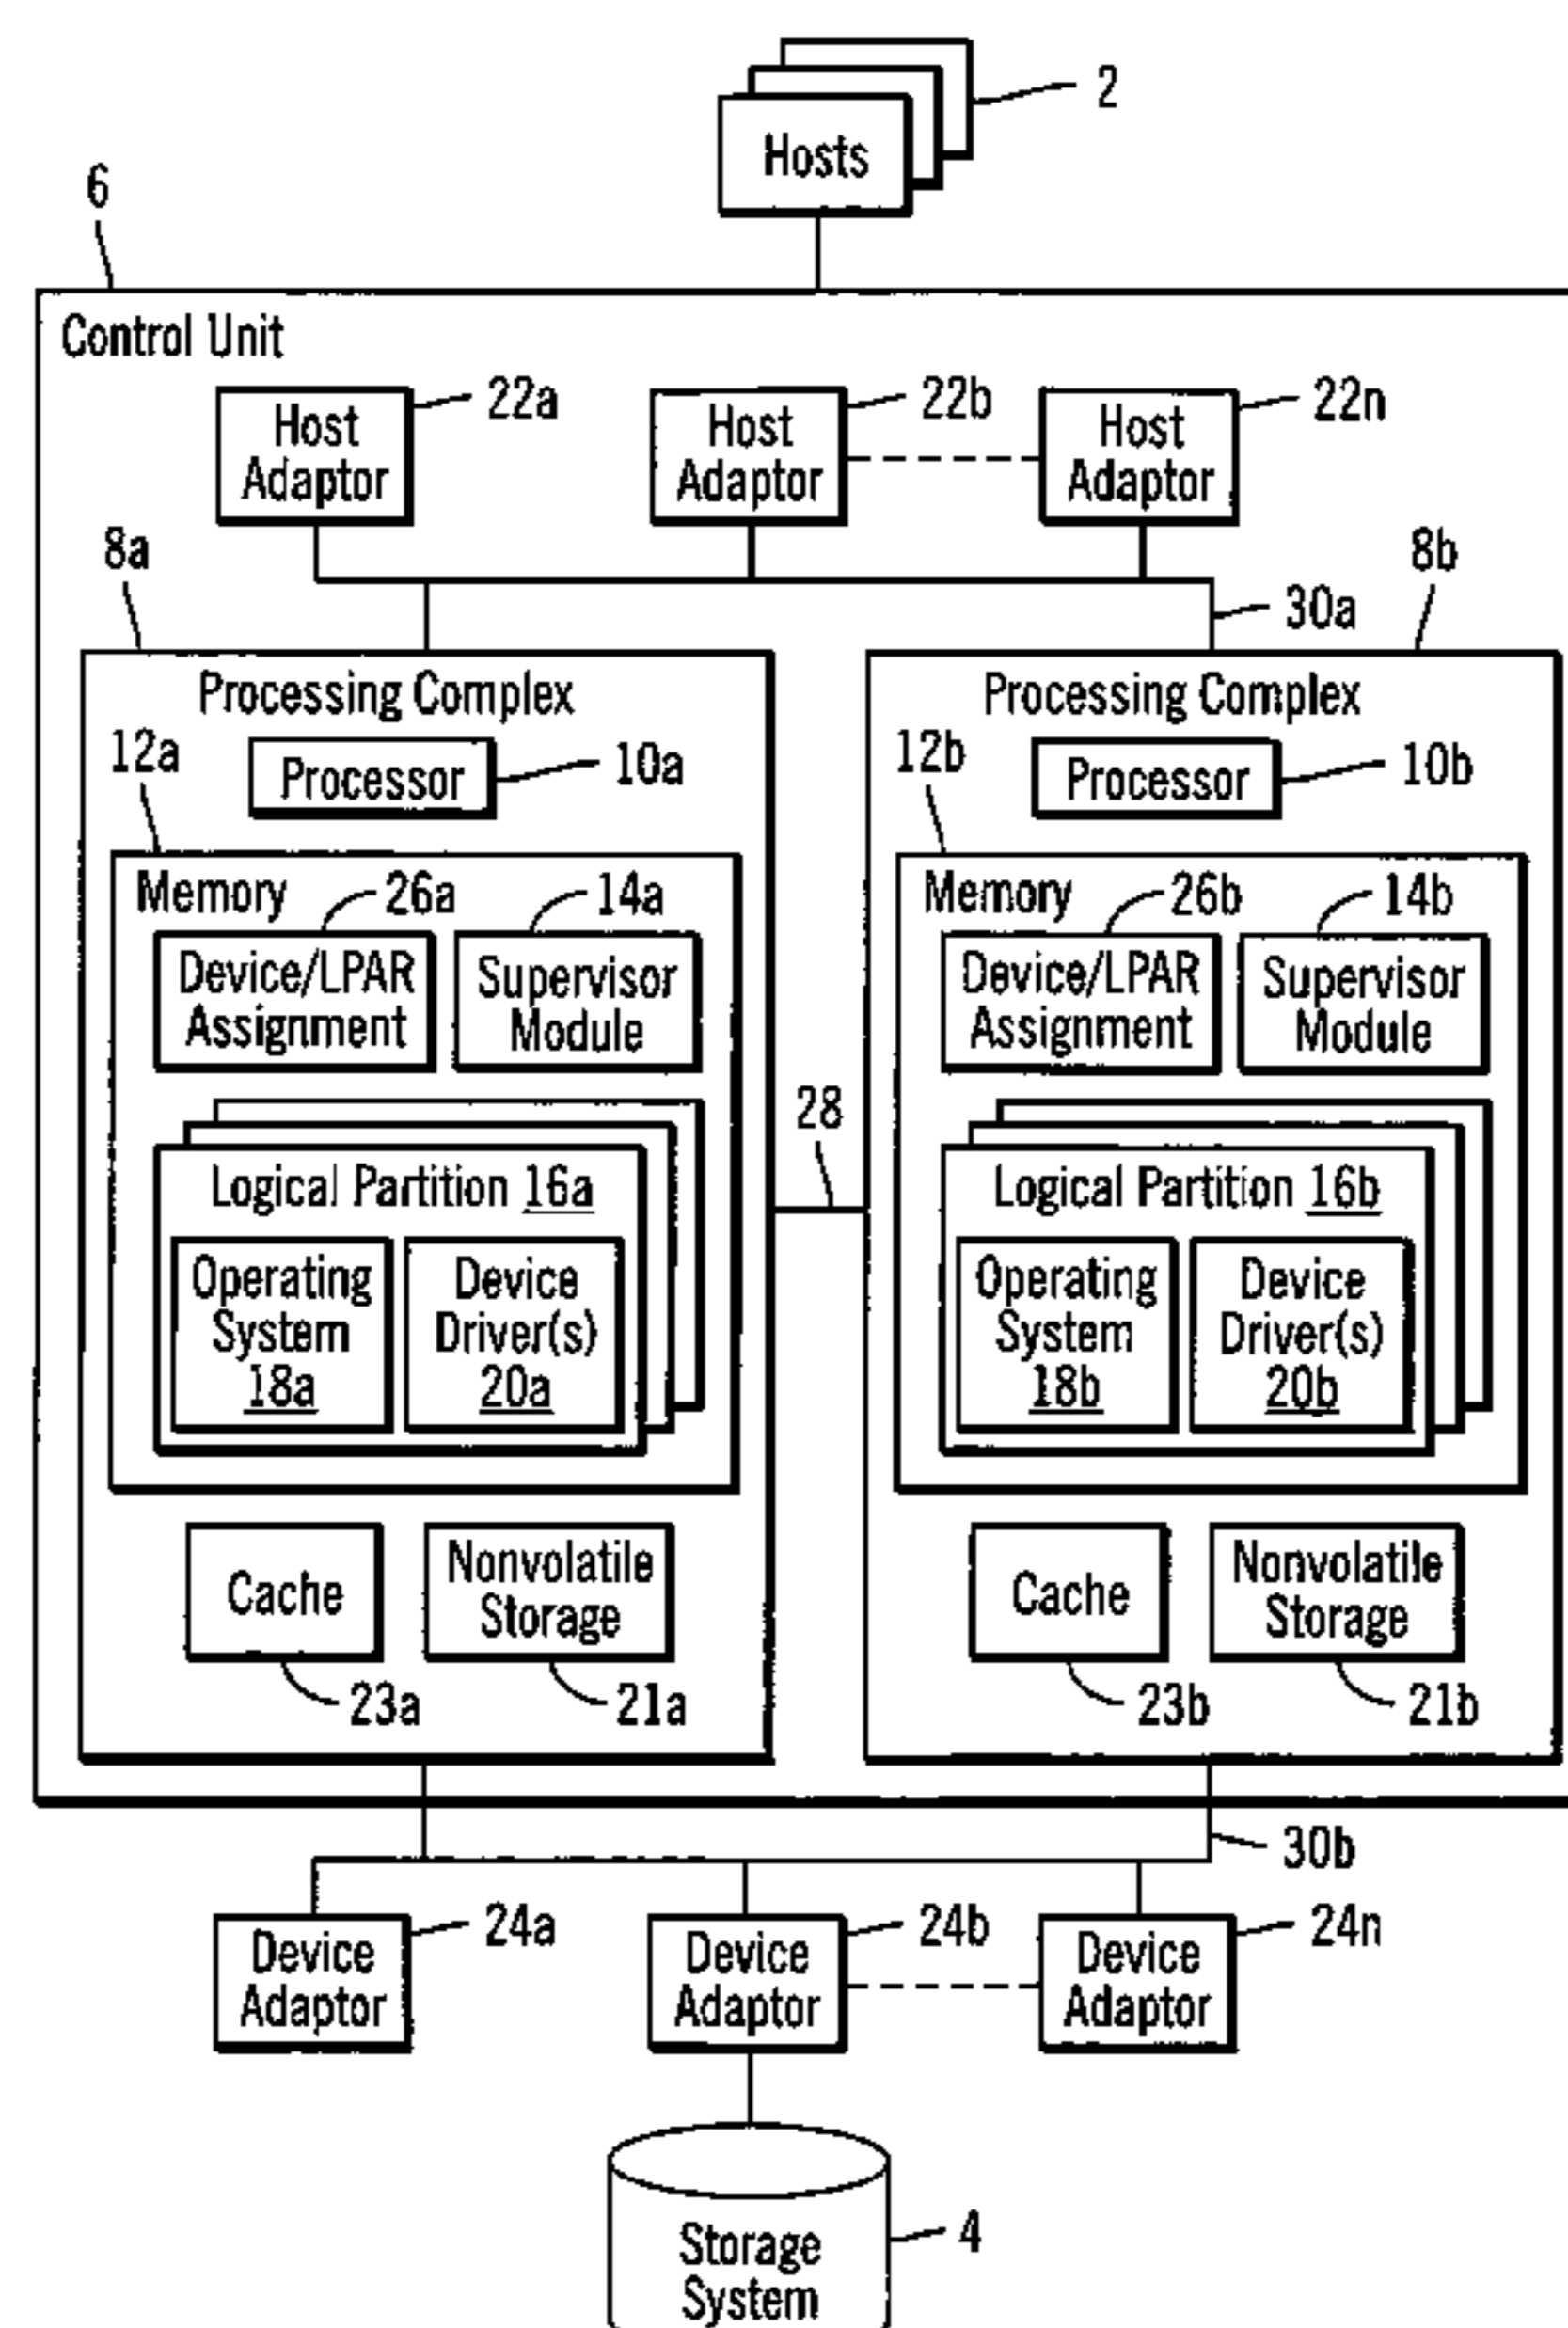 2
Hosts
6
Control Unit
22a
22b
22n
Host
Adaptor
Host
Adaptor
Host
Adaptor
8a
8b
30a
Processing Complex
12a
Processor
10a
Memory
26a
14a
Device/LPAR
Assignment
Supervisor
Module
Logical Partition 16a
Operating
System
18a
Device
Driver(s)
20a
Cache
Nonvolatile
Storage
23a
21a
28
Processing Complex
12b
Processor
10b
Memory
26b
14b
Device/LPAR
Assignment
Supervisor
Module
Logical Partition 16b
Operating
System
18b
Device
Driver(s)
20b
Cache
Nonvolatile
Storage
23b
21b
30b
24a
24b
24n
Device
Adaptor
Device
Adaptor
Device
Adaptor
4
Storage
System